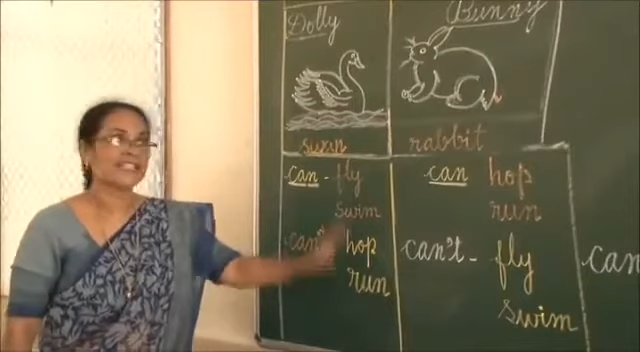 Dolly
Bunny
swan
rabbit
can - fly
swim
can't hop
run
can hop
run
can't - fly
swim
can